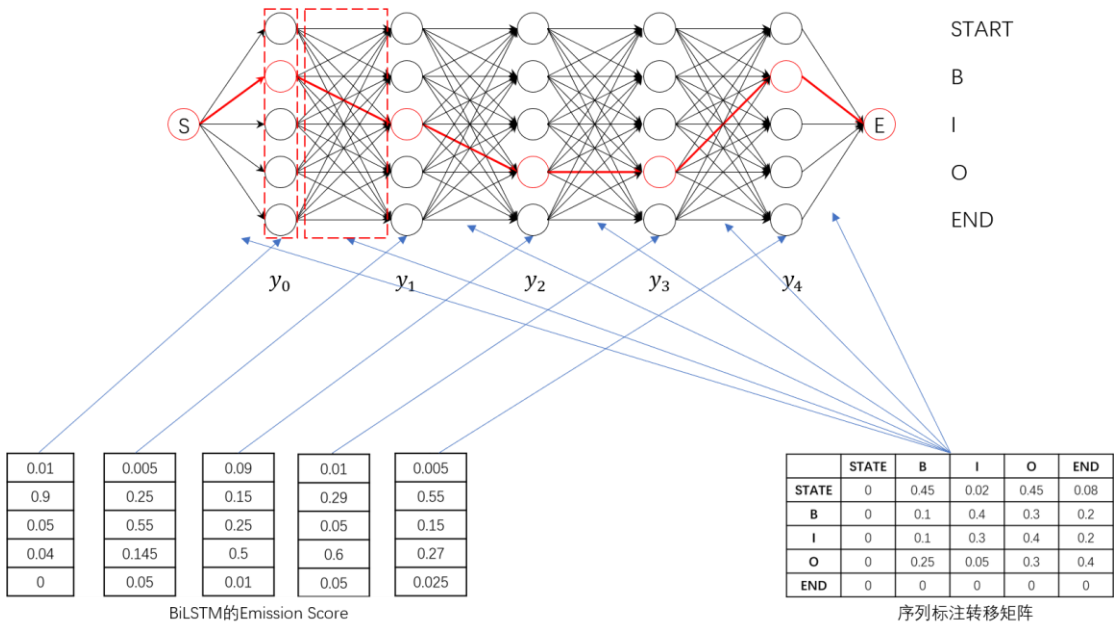 START
B
S
I
E
O
END
y₀ y₁ y₂ y₃ y₄
0.01 0.005 0.09 0.01 0.005
0.9 0.25 0.15 0.29 0.55
0.05 0.55 0.25 0.05 0.15
0.04 0.145 0.5 0.6 0.27
0 0.05 0.01 0.05 0.025
BiLSTM的Emission Score
STATE B I O END
STATE 0 0.45 0.02 0.45 0.08
B 0 0.1 0.4 0.3 0.2
I 0 0.1 0.3 0.4 0.2
O 0 0.25 0.05 0.3 0.4
END 0 0 0 0 0
序列标注转移矩阵